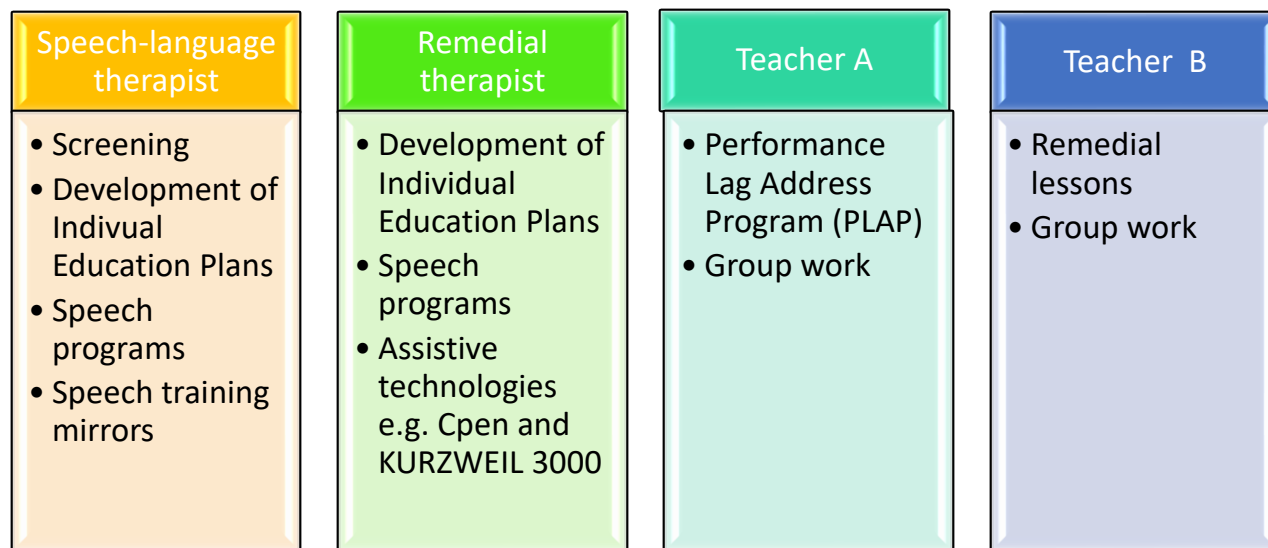 Speech-language
therapist
• Screening
• Development of
Indivual
Education Plans
• Speech
programs
• Speech training
mirrors
Remedial
therapist
• Development of
Individual
Education Plans
• Speech
programs
• Assistive
technologies
e.g. Cpen and
KURZWEIL 3000
Teacher A
• Performance
Lag Address
Program (PLAP)
• Group work
Teacher B
• Remedial
lessons
• Group work